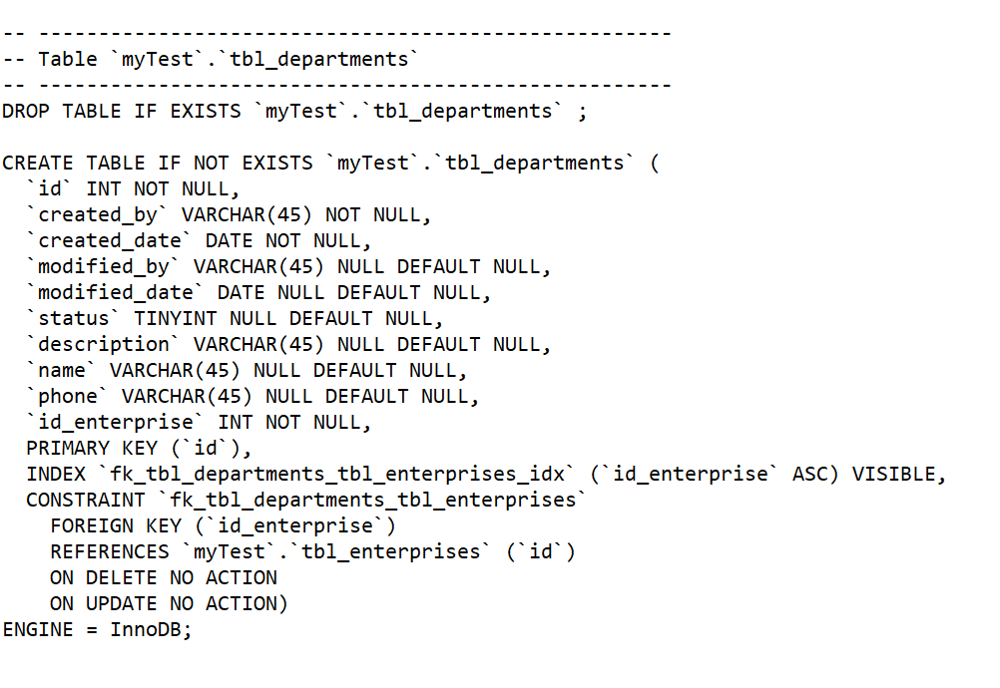 -- -----------------------------------------------------
-- Table `myTest`.`tbl_departments`
-- -----------------------------------------------------
DROP TABLE IF EXISTS `myTest`.`tbl_departments` ;

CREATE TABLE IF NOT EXISTS `myTest`.`tbl_departments` (
  `id` INT NOT NULL,
  `created_by` VARCHAR(45) NOT NULL,
  `created_date` DATE NOT NULL,
  `modified_by` VARCHAR(45) NULL DEFAULT NULL,
  `modified_date` DATE NULL DEFAULT NULL,
  `status` TINYINT NULL DEFAULT NULL,
  `description` VARCHAR(45) NULL DEFAULT NULL,
  `name` VARCHAR(45) NULL DEFAULT NULL,
  `phone` VARCHAR(45) NULL DEFAULT NULL,
  `id_enterprise` INT NOT NULL,
  PRIMARY KEY (`id`),
  INDEX `fk_tbl_departments_tbl_enterprises_idx` (`id_enterprise` ASC) VISIBLE,
  CONSTRAINT `fk_tbl_departments_tbl_enterprises`
    FOREIGN KEY (`id_enterprise`)
    REFERENCES `myTest`.`tbl_enterprises` (`id`)
    ON DELETE NO ACTION
    ON UPDATE NO ACTION)
ENGINE = InnoDB;